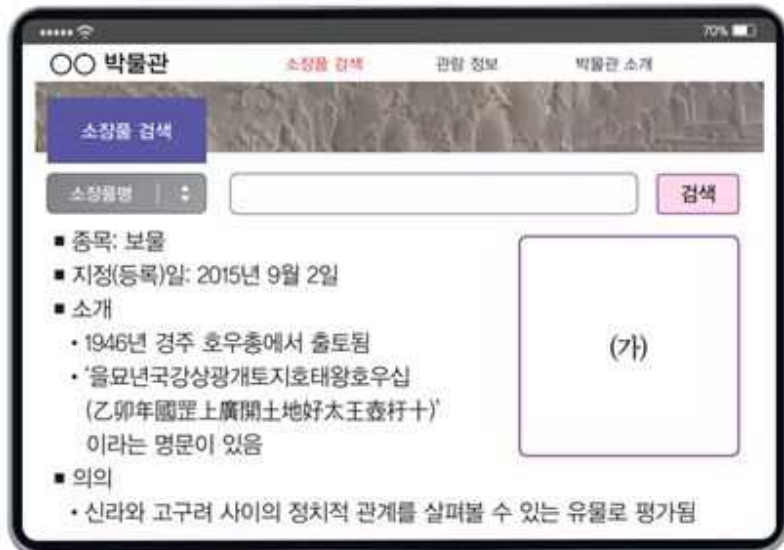 70%
○○ 박물관 소장품 검색 관람 정보 박물관 소개
소장품 검색
소장품명 검색
■ 종목: 보물
■ 지정(등록)일: 2015년 9월 2일
■ 소개
• 1946년 경주 호우총에서 출토됨
• '을묘년국강상광개토지호태왕호우십
(乙卯年國罡上廣開土地好太王壺杅十)'
이라는 명문이 있음
(가)
■ 의의
• 신라와 고구려 사이의 정치적 관계를 살펴볼 수 있는 유물로 평가됨